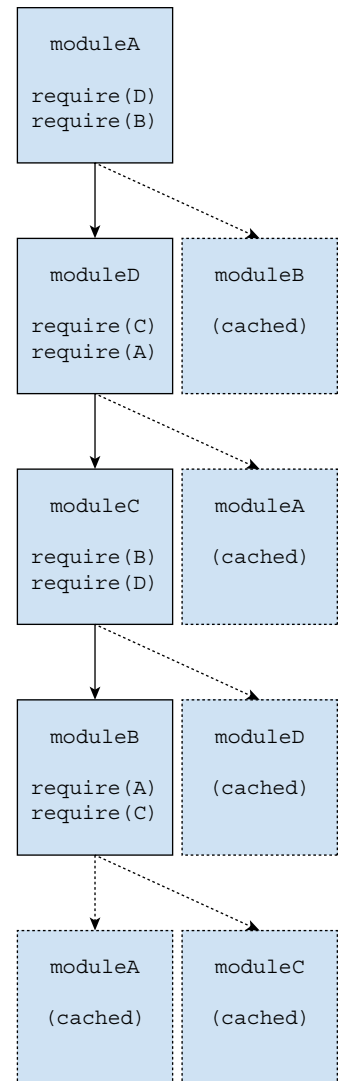 moduleA
require(D)
require(B)
moduleD
require(C)
require(A)
moduleB
(cached)
moduleC
require(B)
require(D)
moduleA
(cached)
moduleB
require(A)
require(C)
moduleD
(cached)
moduleA
(cached)
moduleC
(cached)